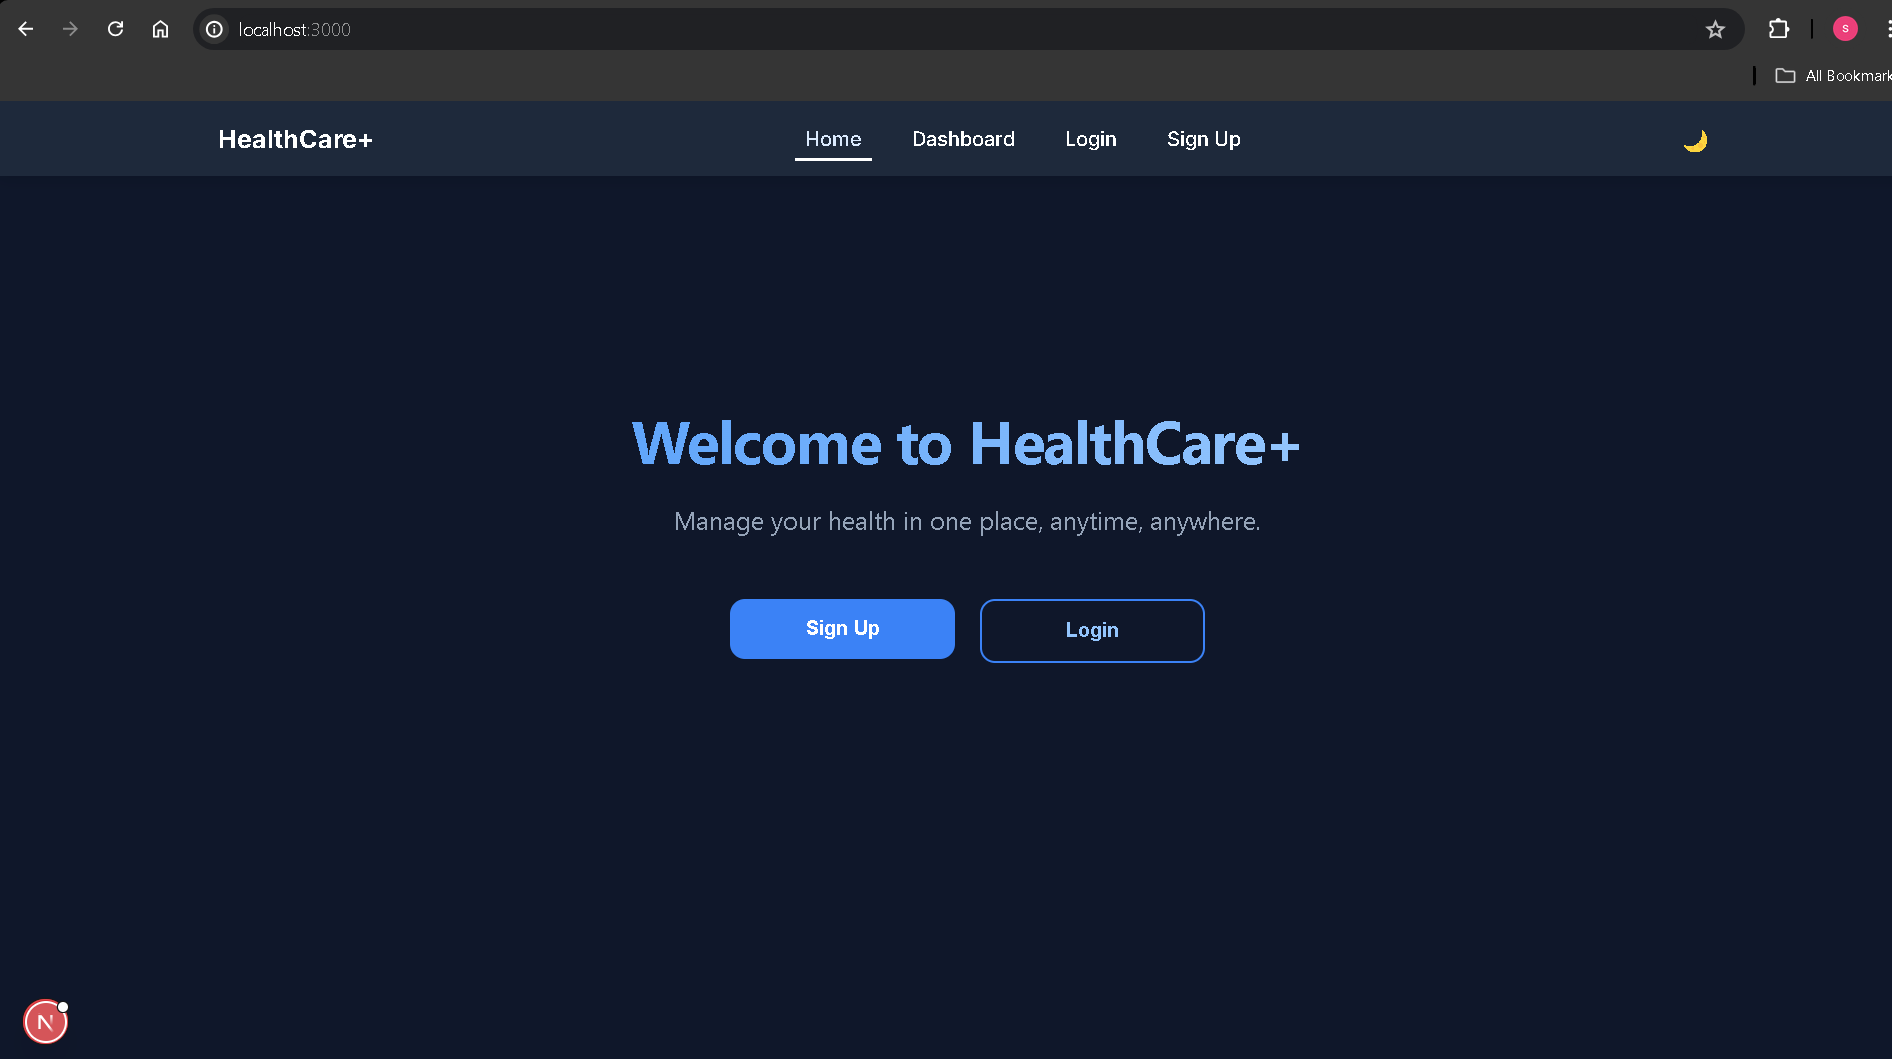 localhost:3000
All Bookmark
HealthCare+ Home Dashboard Login Sign Up
Welcome to HealthCare+
Manage your health in one place, anytime, anywhere.
Sign Up Login
S
N